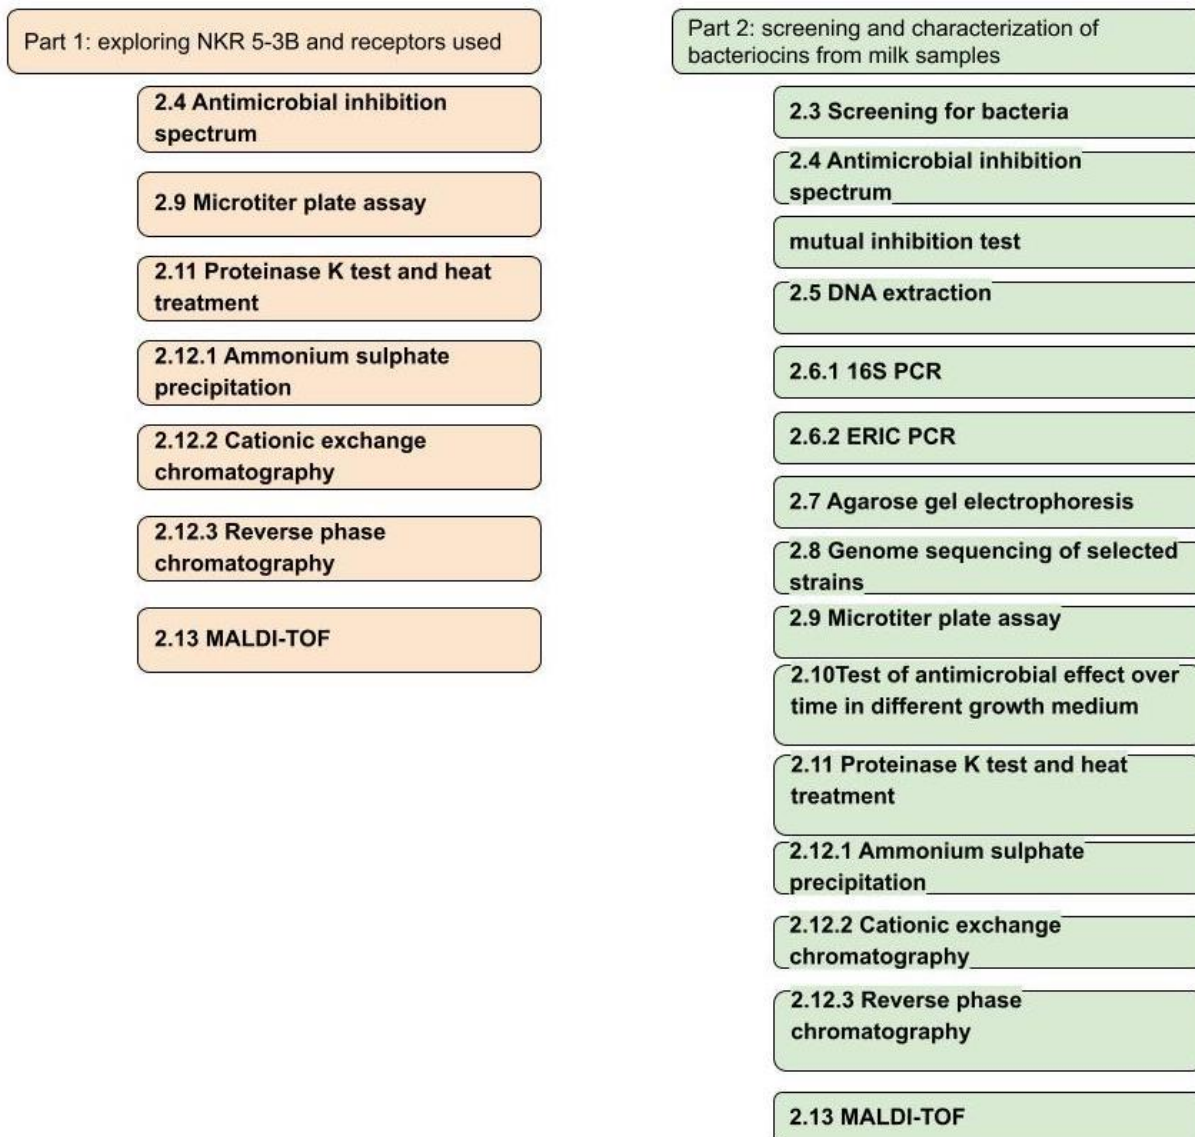 Part 1: exploring NKR 5-3B and receptors used
2.4 Antimicrobial inhibition
spectrum
2.9 Microtiter plate assay
2.11 Proteinase K test and heat
treatment
2.12.1 Ammonium sulphate
precipitation
2.12.2 Cationic exchange
chromatography
2.12.3 Reverse phase
chromatography
2.13 MALDI-TOF
Part 2: screening and characterization of
bacteriocins from milk samples
2.3 Screening for bacteria
2.4 Antimicrobial inhibition
spectrum
mutual inhibition test
2.5 DNA extraction
2.6.1 16S PCR
2.6.2 ERIC PCR
2.7 Agarose gel electrophoresis
2.8 Genome sequencing of selected
strains
2.9 Microtiter plate assay
2.10Test of antimicrobial effect over
time in different growth medium
2.11 Proteinase K test and heat
treatment
2.12.1 Ammonium sulphate
precipitation
2.12.2 Cationic exchange
chromatography
2.12.3 Reverse phase
chromatography
2.13 MALDI-TOF